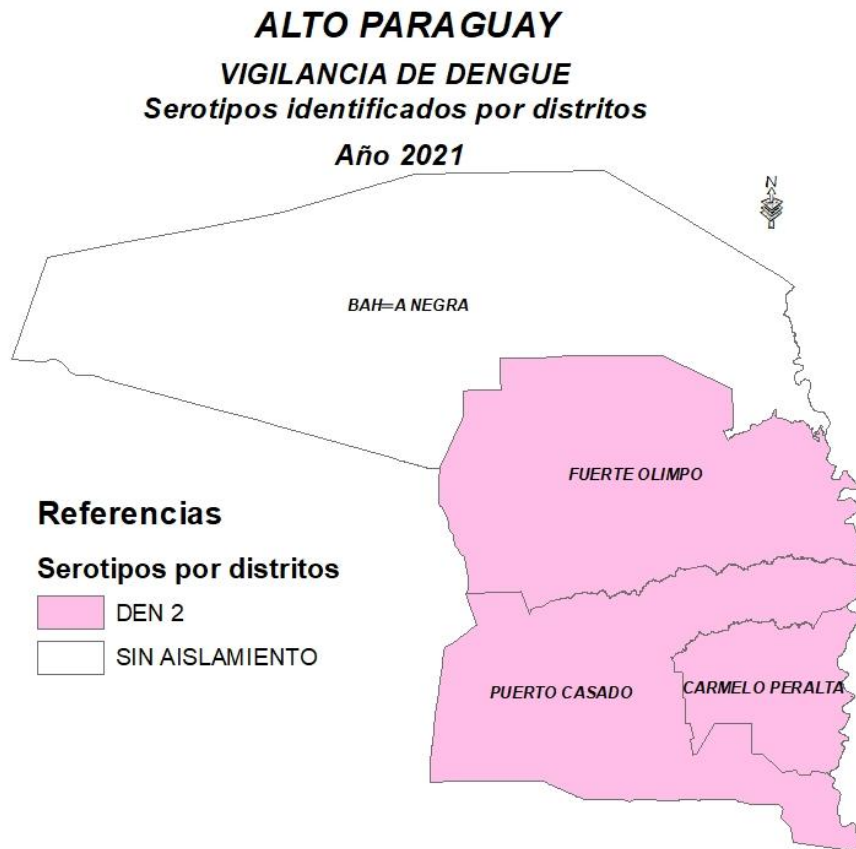 ALTO PARAGUAY
VIGILANCIA DE DENGUE
Serotipos identificados por distritos
Año 2021
N
BAH=A NEGRA
FUERTE OLIMPO
Referencias
Serotipos por distritos
DEN 2
SIN AISLAMIENTO
PUERTO CASADO
CARMELO PERALTA